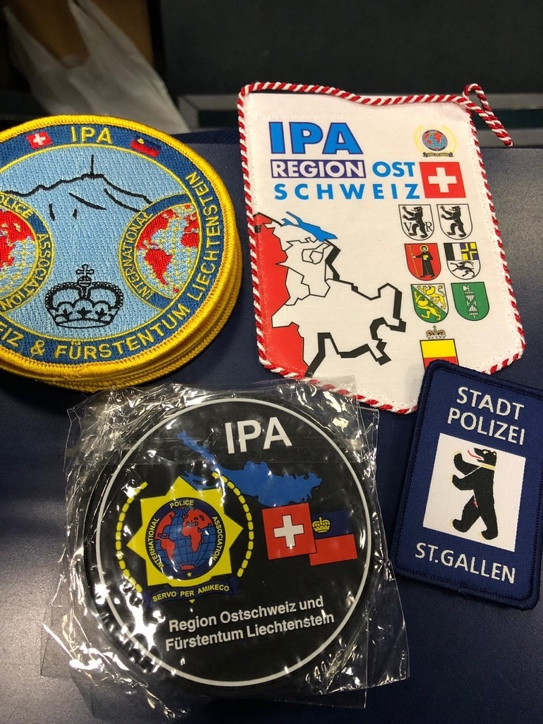 IPA
POLICE
ASSOCIATION
INTERNATIONAL
EIZ & FÜRSTENTUM LIECHTENSTEIN
IPA
REGION OST
SCHWEIZ
STADT
POLIZEI
ST.GALLEN
IPA
INTERNATIONAL POLICE ASSOCIATION
SERVO PER AMIKECO
Region Ostschweiz und
Fürstentum Liechtenstein